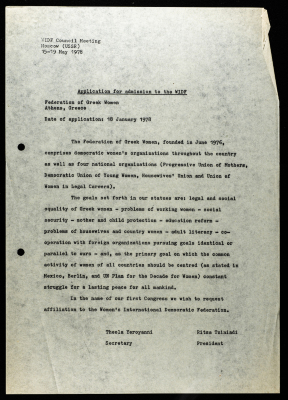 WIDF Council Meeting
Moscow (USSR)
15-19 May 1978
Application for admission to the WIDF
Federation of Greek Women
Athens, Greece
Date of application: 18 January 1978
The Federation of Greek Women, founded in June 1976,
comprises democratic women's organisations throughout the country
as well as four national organisations (Progressive Union of Mothers,
Democratic Union of Young Women, Housewives' Union and Union of
Women in Legal Careers).
The goals set forth in our statues are: legal and social
equality of Greek women - problems of working women - social
security - mother and child protection - education reform -
problems of housewives and country women - adult literacy - co-
operation with foreign organisations pursuing goals identical or
parallel to ours - and, as the primary goal on which the common
activity of women of all countries should be centred (as stated in
Mexico, Berlin, and UN Plan for the Decade for Women) constant
struggle for a lasting peace for all mankind.
In the name of our first Congress we wish to request
affiliation to the Women's International Democratic Federation.
Yeroyanni
Secretary
President